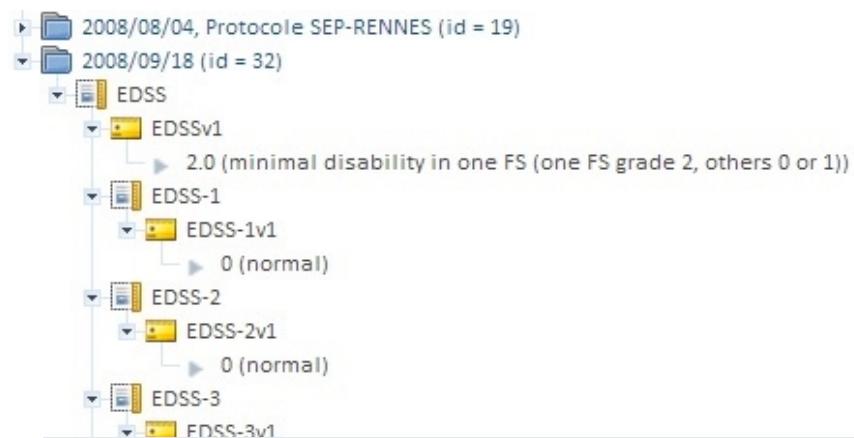 2008/08/04, Protocole SEP-RENNES (id = 19)
2008/09/18 (id = 32)
EDSS
EDSSv1
2.0 (minimal disability in one FS (one FS grade 2, others 0 or 1))
EDSS-1
EDSS-1v1
0 (normal)
EDSS-2
EDSS-2v1
0 (normal)
EDSS-3
EDSS-3v1